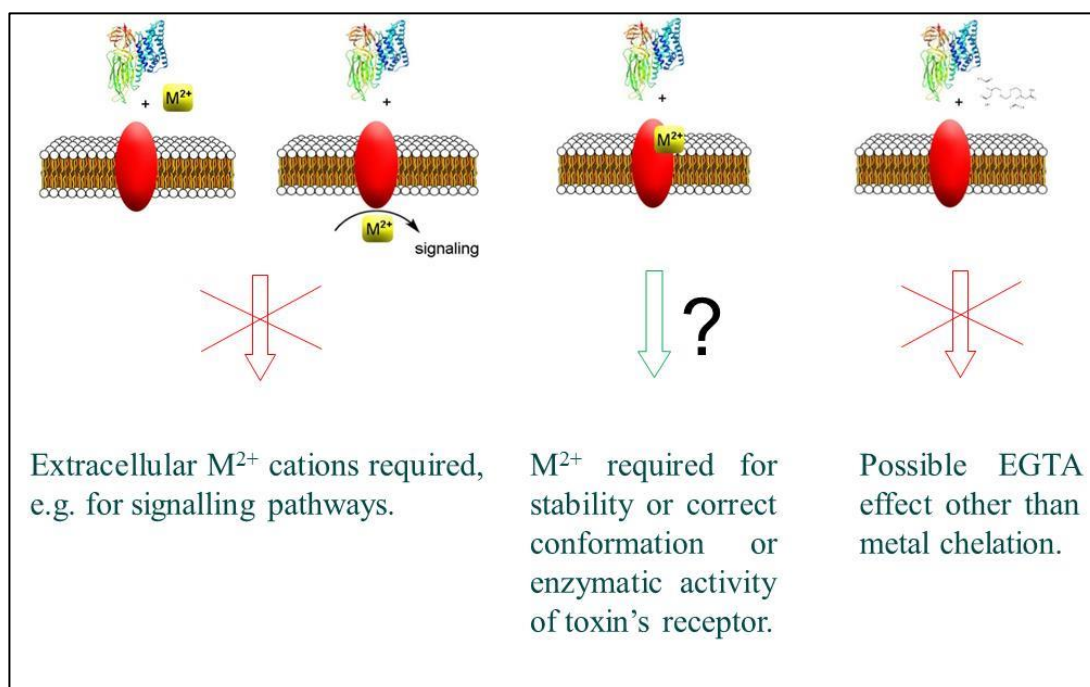 + M²⁺
+
+
+
M²⁺
M²⁺
signaling
?
Extracellular M²⁺ cations required,
e.g. for signalling pathways.
M²⁺ required for
stability or correct
conformation or
enzymatic activity
of toxin’s receptor.
Possible EGTA
effect other than
metal chelation.